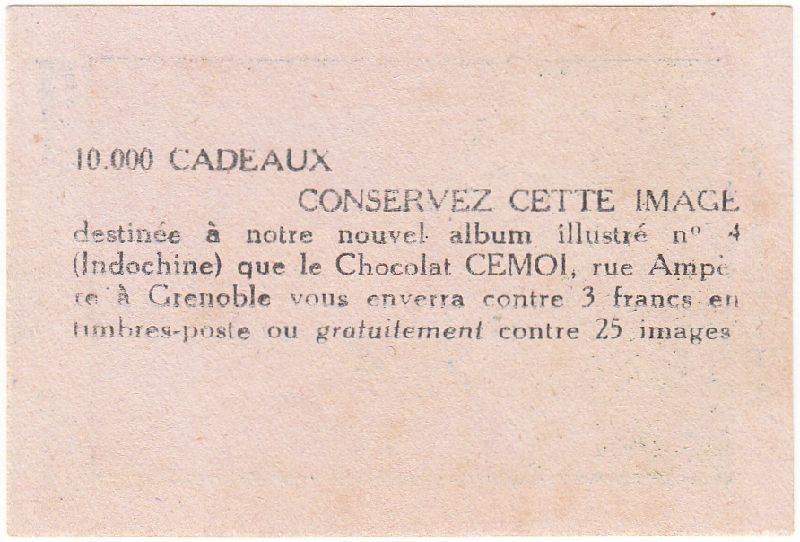 10.000 CADEAUX
CONSERVEZ CETTE IMAGE
destinée à notre nouvel album illustré nº 4
(Indochine) que le Chocolat CEMOI, rue Ampè
re à Grenoble vous enverra contre 3 francs en
timbres-poste ou gratuitement contre 25 images